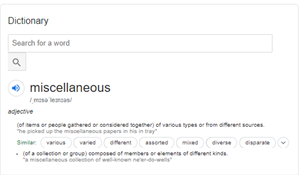 Dictionary
Search for a word
miscellaneous
/ˌmɪsəˈleɪnɪəs/
adjective
(of items or people gathered or considered together) of various types or from different sources.
"he picked up the miscellaneous papers in his in tray"
Similar: various varied different assorted mixed diverse disparate
(of a collection or group) composed of members or elements of different kinds.
"a miscellaneous collection of well-known ne'er-do-wells"